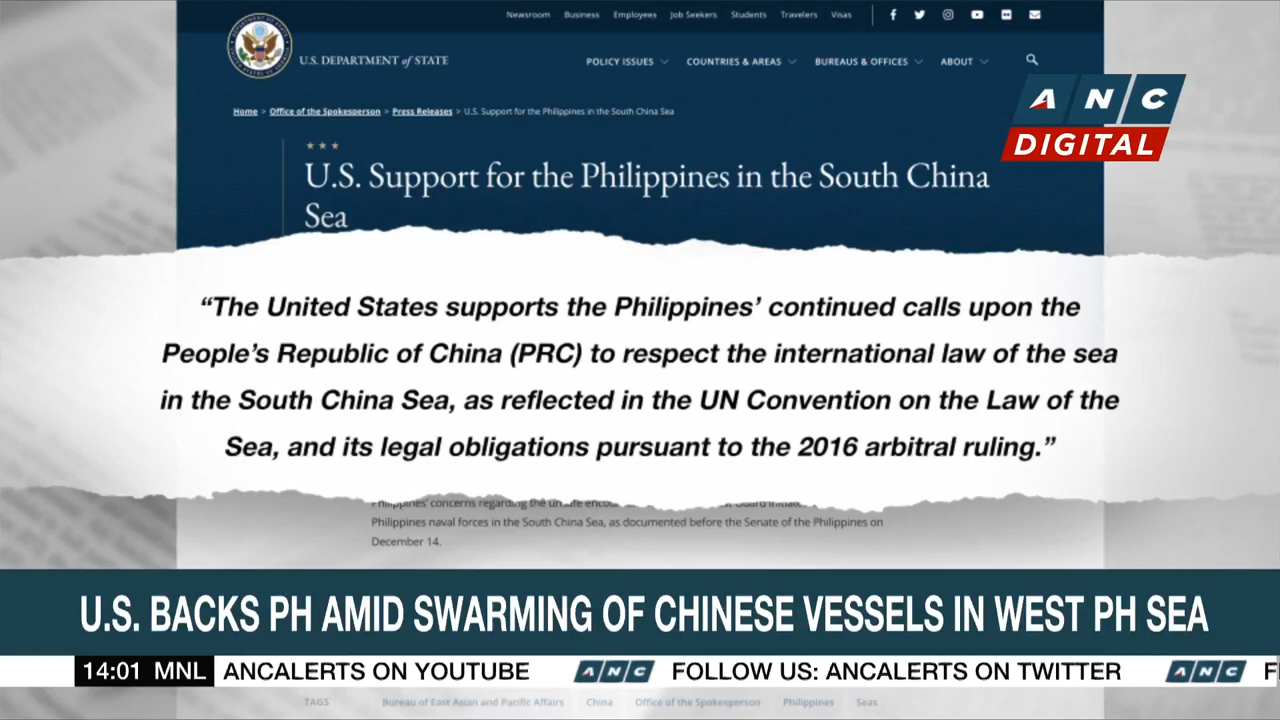 Newsroom Business Employees Job Seekers Students Travelers Visas
U.S. DEPARTMENT of STATE
POLICY ISSUES COUNTRIES & AREAS BUREAUS & OFFICES ABOUT
Home > Office of the Spokesperson > Press Releases > U.S. Support for the Philippines in the South China Sea
ANC
DIGITAL
U.S. Support for the Philippines in the South China
Sea
“The United States supports the Philippines’ continued calls upon the
People’s Republic of China (PRC) to respect the international law of the sea
in the South China Sea, as reflected in the UN Convention on the Law of the
Sea, and its legal obligations pursuant to the 2016 arbitral ruling.”
Philippines’ concerns regarding the unsafe
Philippines naval forces in the South China Sea, as documented before the Senate of the Philippines on
December 14.
U.S. BACKS PH AMID SWARMING OF CHINESE VESSELS IN WEST PH SEA
14:01 MNL ANCALERTS ON YOUTUBE ANC FOLLOW US: ANCALERTS ON TWITTER ANC F
TAGS Bureau of East Asian and Pacific Affairs China Office of the Spokesperson Philippines Seas